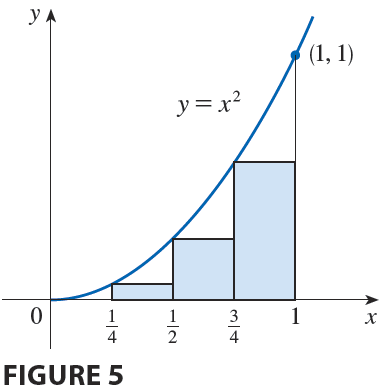 y
(1, 1)
y = x²
0 1/4 1/2 3/4 1 x
FIGURE 5